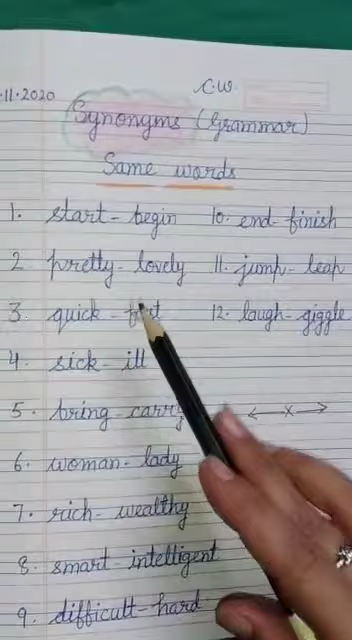 .11.2020
C.W.
Synonyms (Grammar)
Same words
1. start - begin
2. pretty - lovely
3. quick - fast
4. sick - ill
5. bring - carry
6. woman - lady
7. rich - wealthy
8. smart - intelligent
9. difficult - hard
10. end - finish
11. jump - leap
12. laugh - giggle